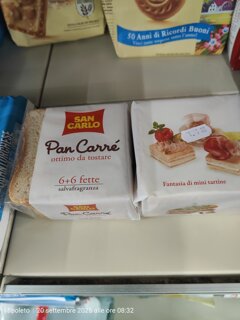 50 Anni di Ricordi Buoni
SAN
CARLO
Pan Carré
ottimo da tostare
6+6 fette
salvafragranza
Fantasia di mini tartine
20 settembre 2025 alle ore 08:32